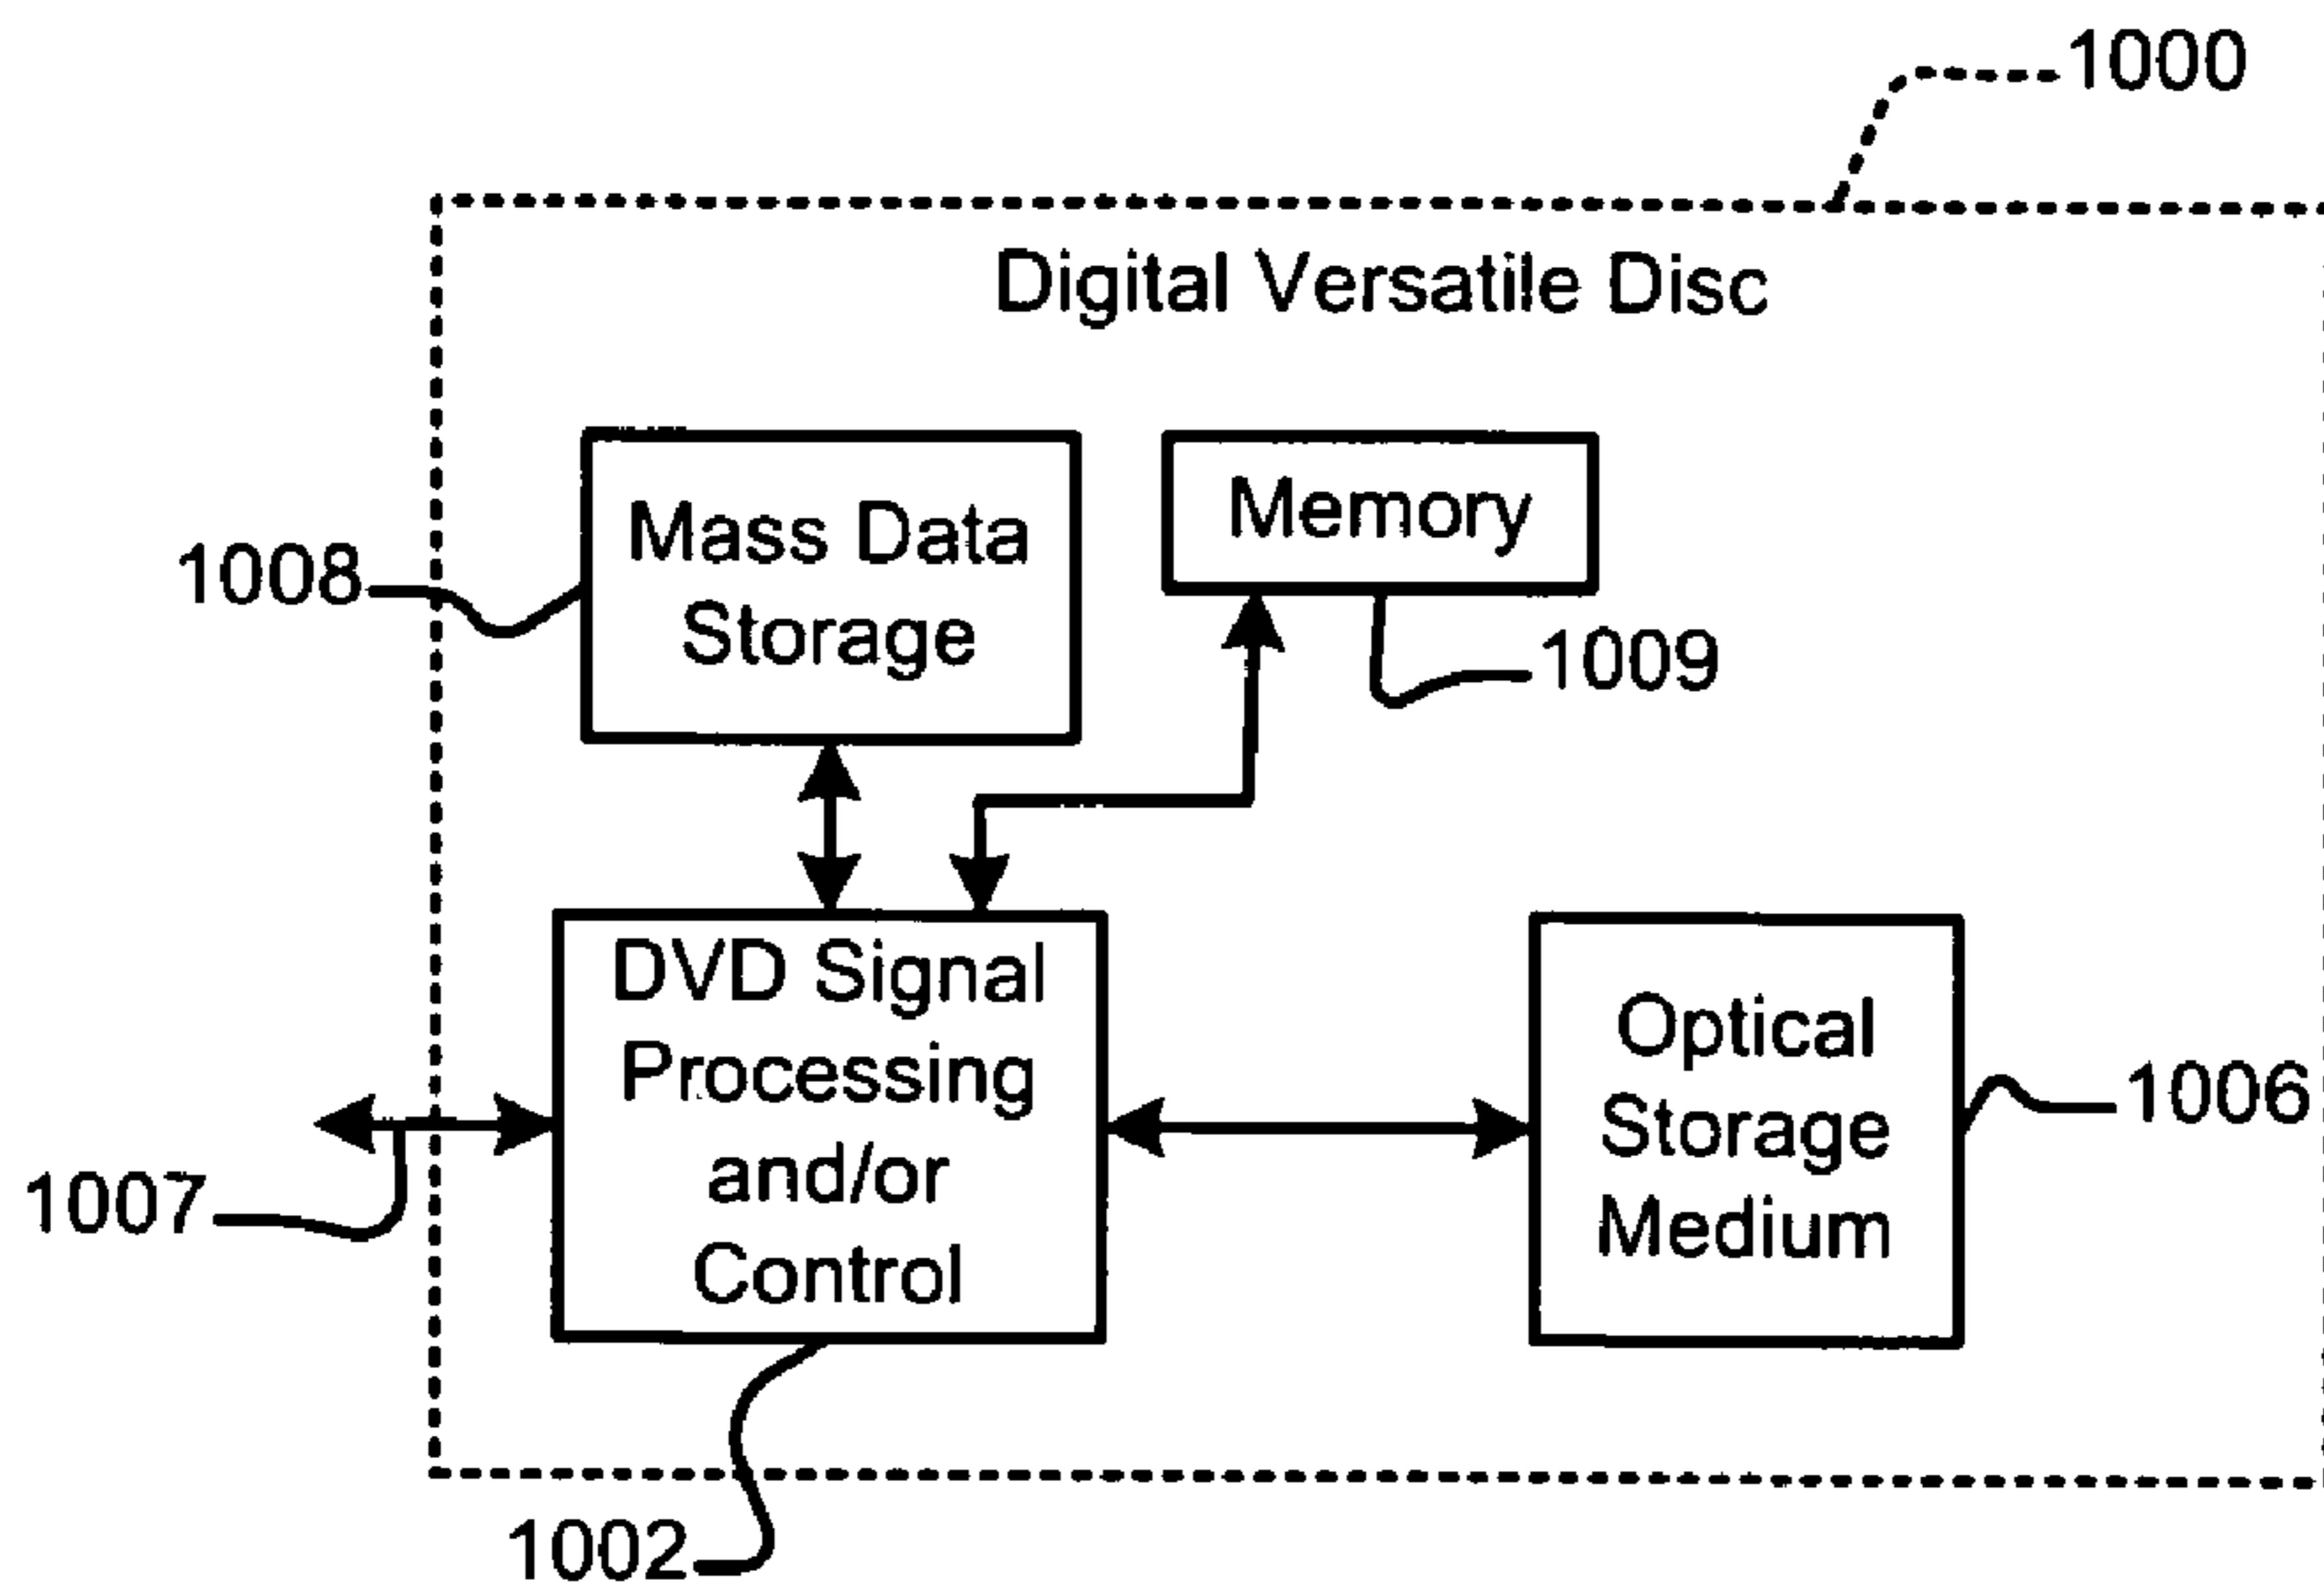 1000
Digital Versatile Disc
Mass Data
Storage
Memory
1008
1009
DVD Signal
Processing
and/or
Control
Optical
Storage
Medium
1006
1007
1002